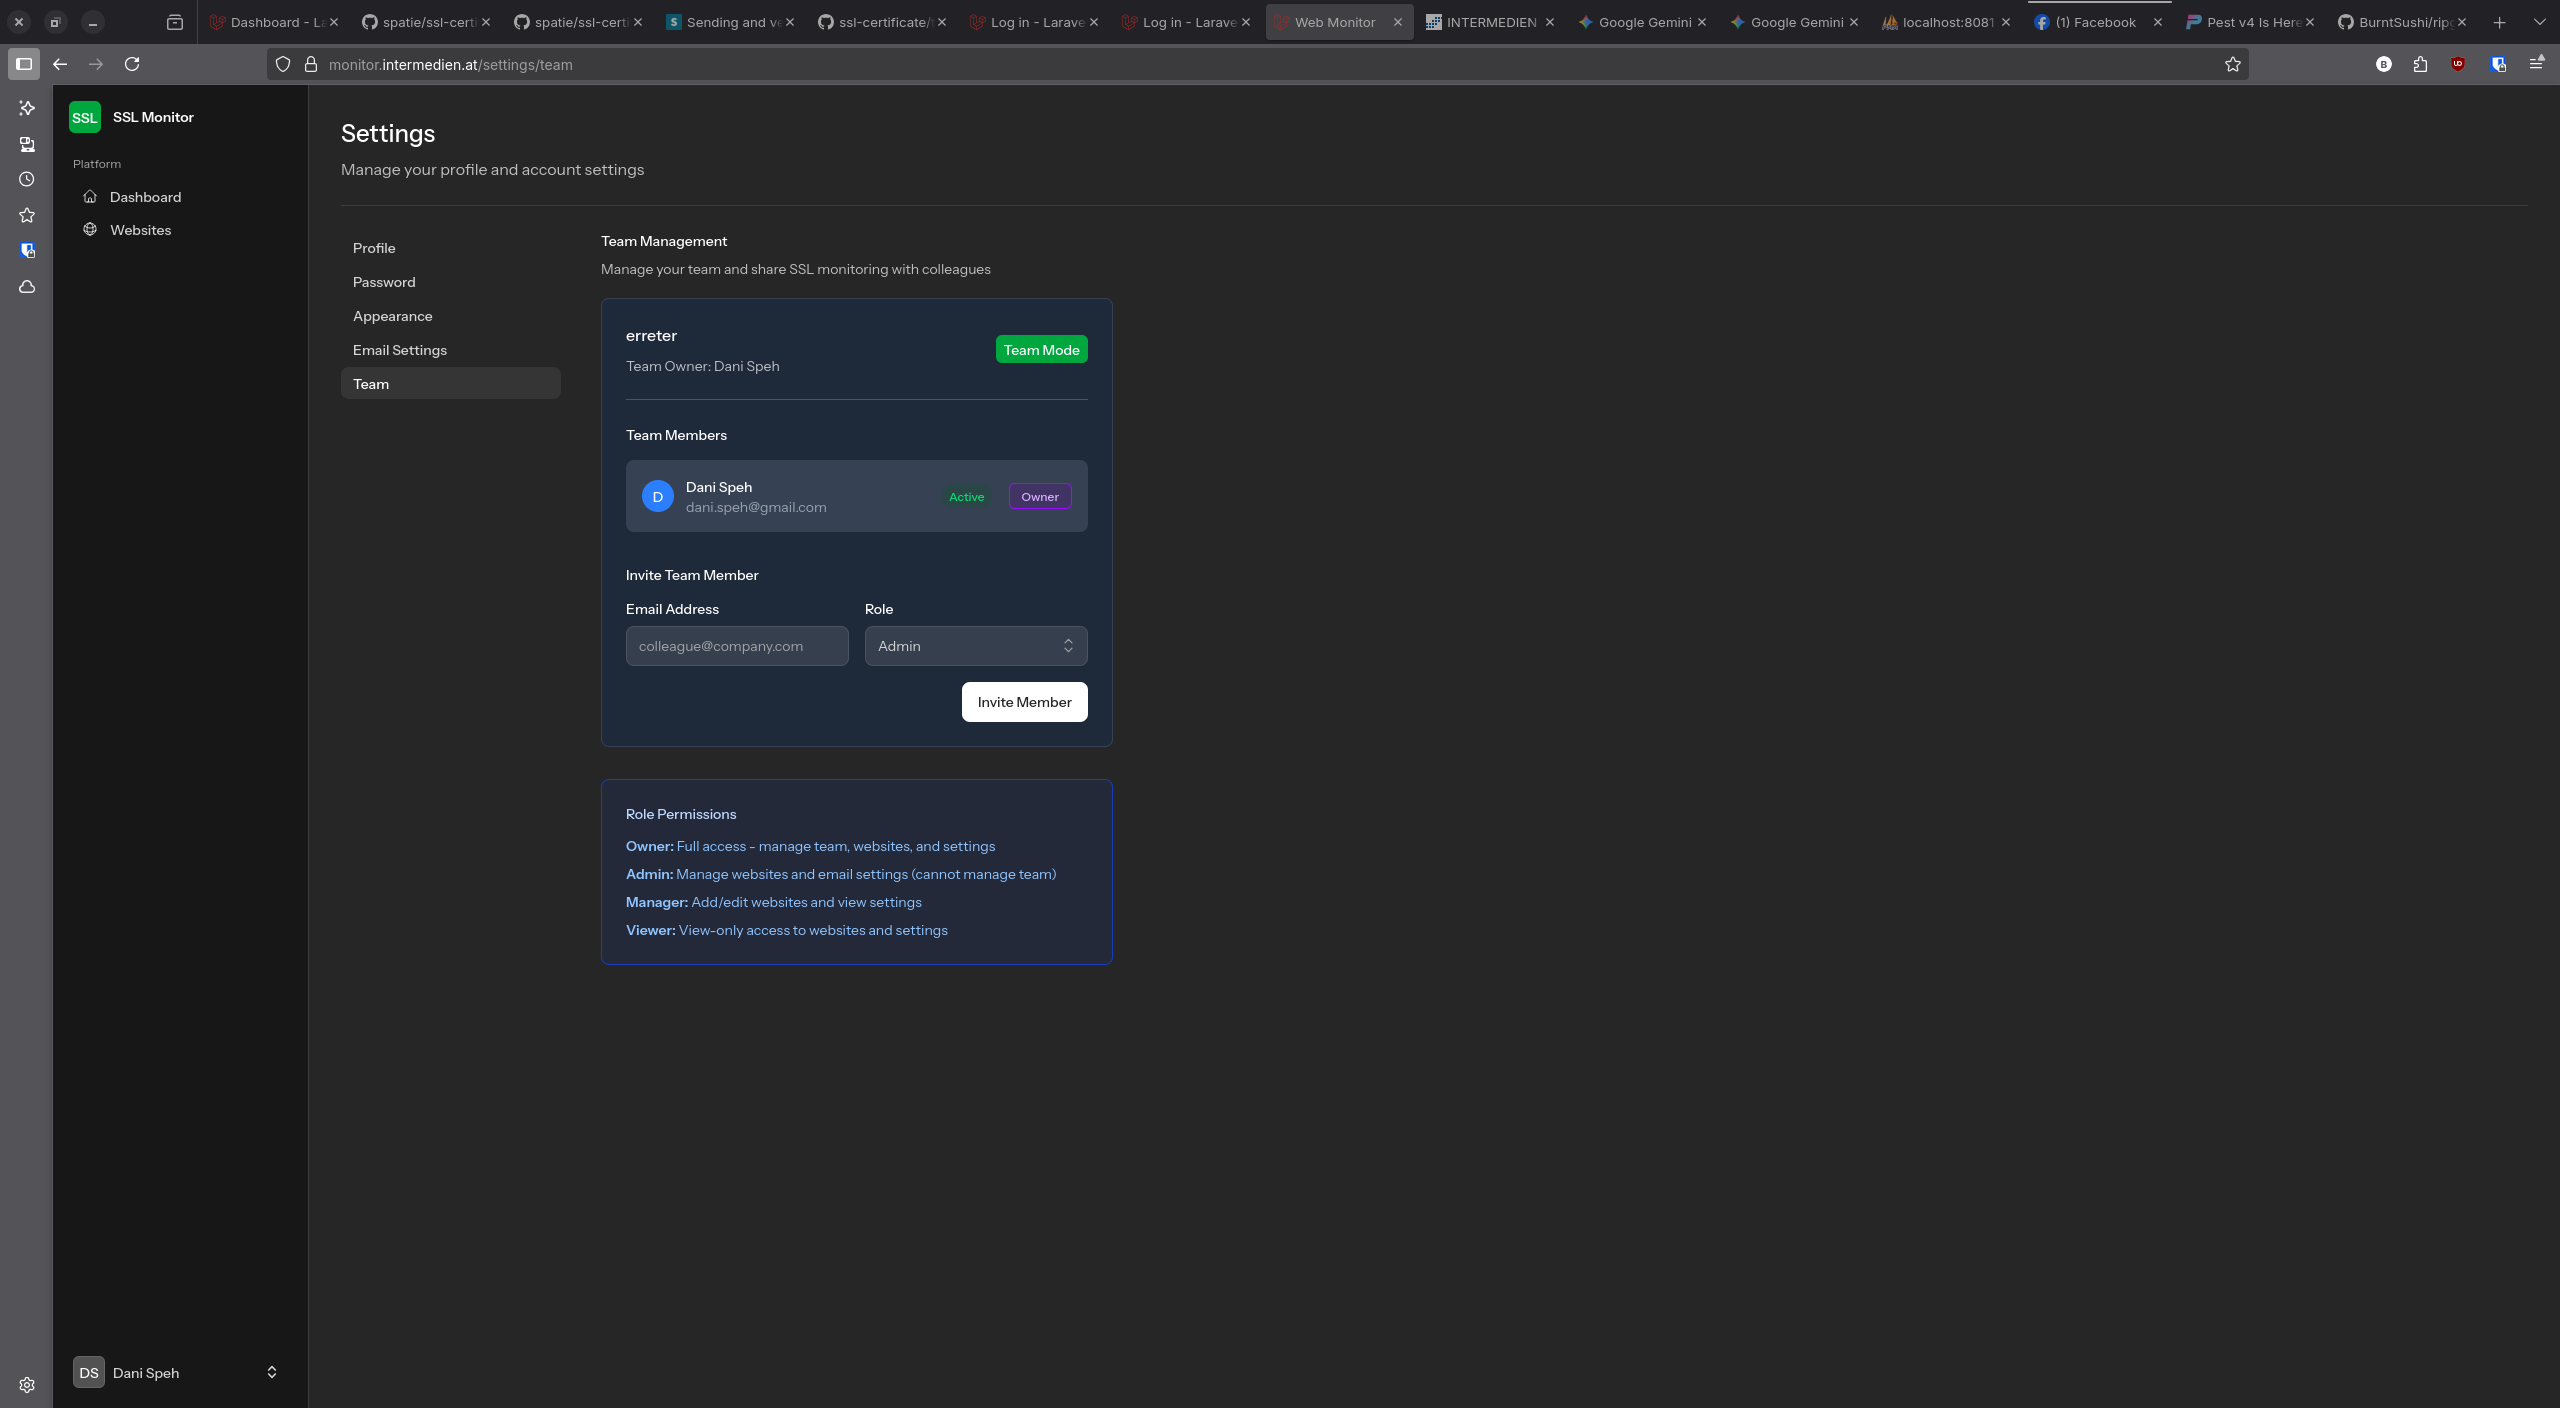 Dashboard - La
spatie/ssl-certi
spatie/ssl-certi
Sending and ve
ssl-certificate/
Log in - Larave
Log in - Larave
Web Monitor
INTERMEDIEN
Google Gemini
Google Gemini
localhost:8081
(1) Facebook
Pest v4 Is Here
BurntSushi/rip
monitor.intermedien.at/settings/team
SSL
SSL Monitor
Platform
Dashboard
Websites
Settings
Manage your profile and account settings
Profile
Password
Appearance
Email Settings
Team
Team Management
Manage your team and share SSL monitoring with colleagues
erreter
Team Owner: Dani Speh
Team Mode
Team Members
D
Dani Speh
dani.speh@gmail.com
Active
Owner
Invite Team Member
Email Address
Role
colleague@company.com
Admin
Invite Member
Role Permissions
Owner: Full access - manage team, websites, and settings
Admin: Manage websites and email settings (cannot manage team)
Manager: Add/edit websites and view settings
Viewer: View-only access to websites and settings
DS
Dani Speh